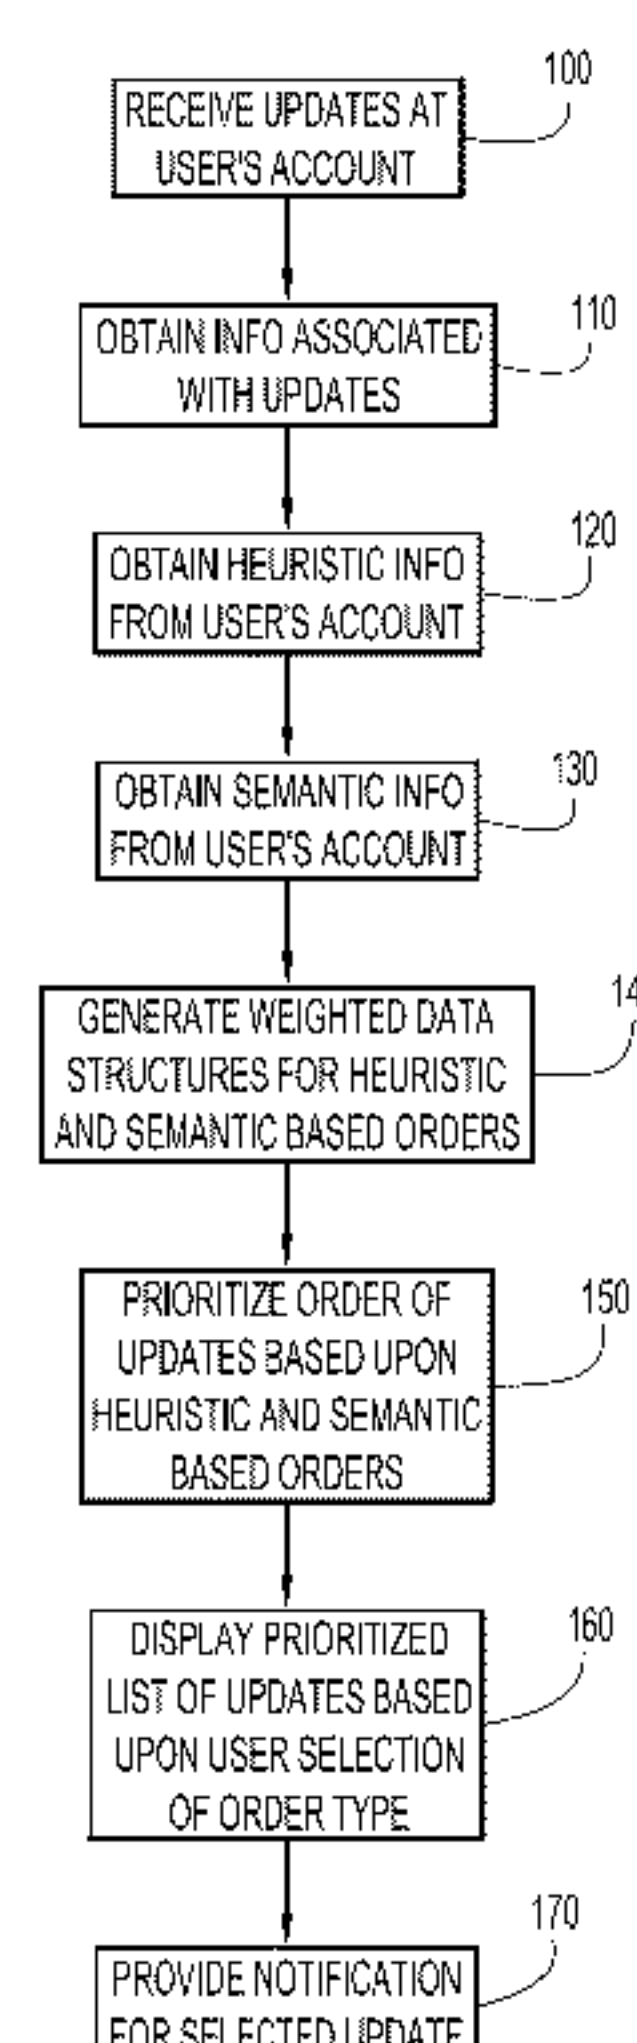 100
RECEIVE UPDATES AT
USER'S ACCOUNT
110
OBTAIN INFO ASSOCIATED
WITH UPDATES
120
OBTAIN HEURISTIC INFO
FROM USER'S ACCOUNT
130
OBTAIN SEMANTIC INFO
FROM USER'S ACCOUNT
14
GENERATE WEIGHTED DATA
STRUCTURES FOR HEURISTIC
AND SEMANTIC BASED ORDERS
150
PRIORITIZE ORDER OF
UPDATES BASED UPON
HEURISTIC AND SEMANTIC
BASED ORDERS
160
DISPLAY PRIORITIZED
LIST OF UPDATES BASED
UPON USER SELECTION
OF ORDER TYPE
170
PROVIDE NOTIFICATION
FOR SELECTED UPDATE